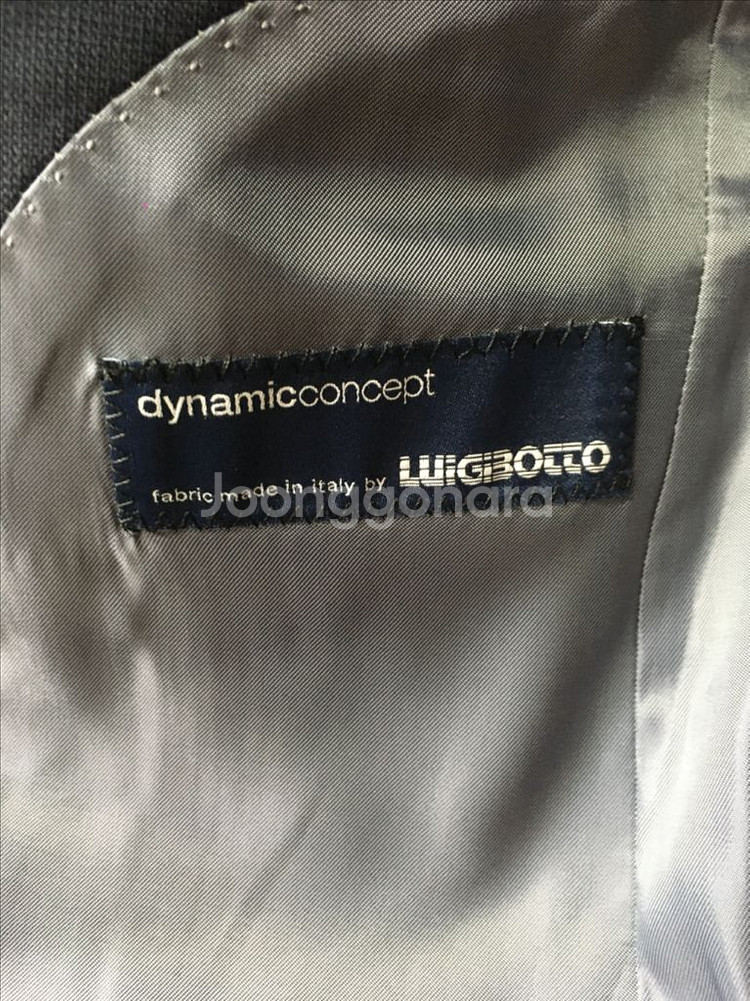 dynamicconcept
fabric made in italy by LUIGIBOTTO
Joonggonara